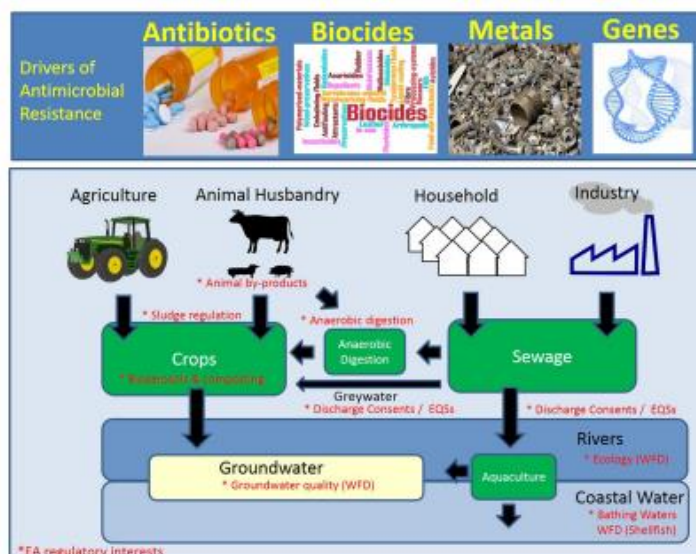 Antibiotics
Biocides
Metals
Genes
Drivers of
Antimicrobial
Resistance
Biocides
Agriculture
Animal Husbandry
Household
Industry
* Animal by-products
* Sludge regulation
* Anaerobic digestion
Crops
Anaerobic
Digestion
Sewage
composting
Greywater
* Discharge Consents / EQSs
* Discharge Consents / EQSs
Rivers
* Ecology (WFD)
Groundwater
* Groundwater quality (WFD)
Aquaculture
Coastal Water
* Bathing Waters
WFD (Shellfish)
*EA regulatory interests